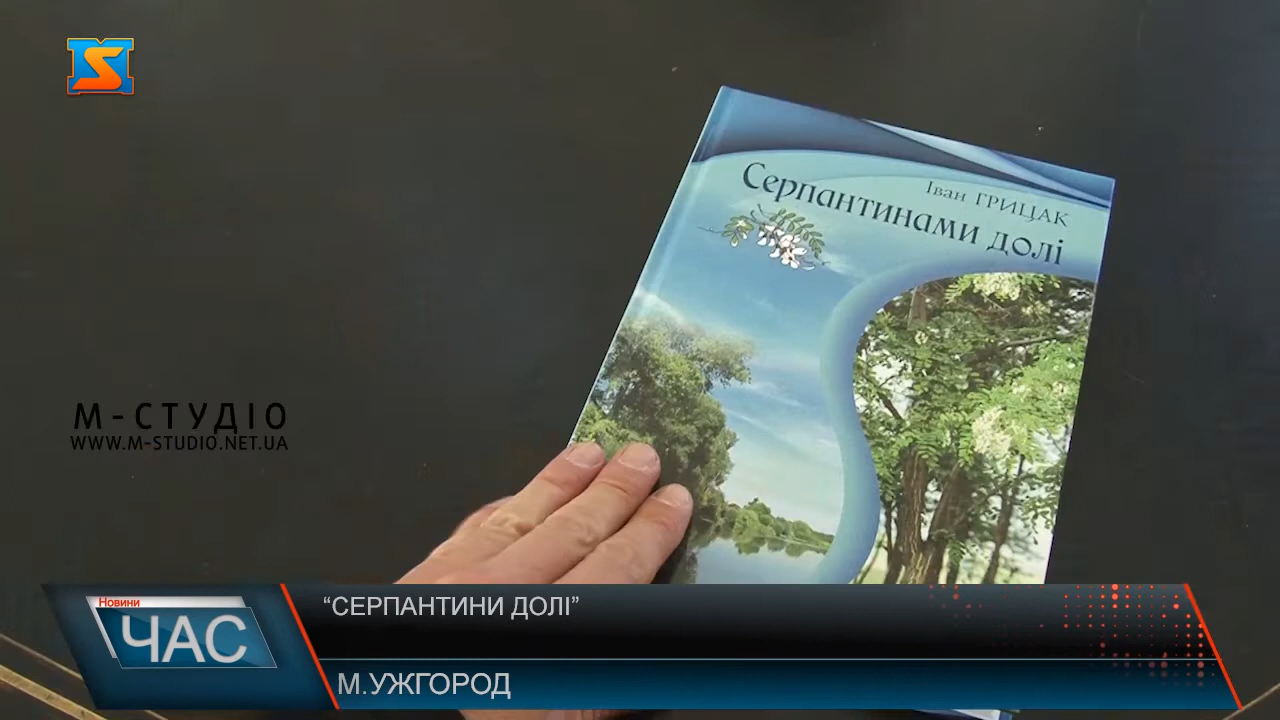 Іван ГРИЦАК
Серпантинами долі
М-СТУДІО
WWW.M-STUDIO.NET.UA
Новини
ЧАС
“СЕРПАНТИНИ ДОЛІ”
М.УЖГОРОД